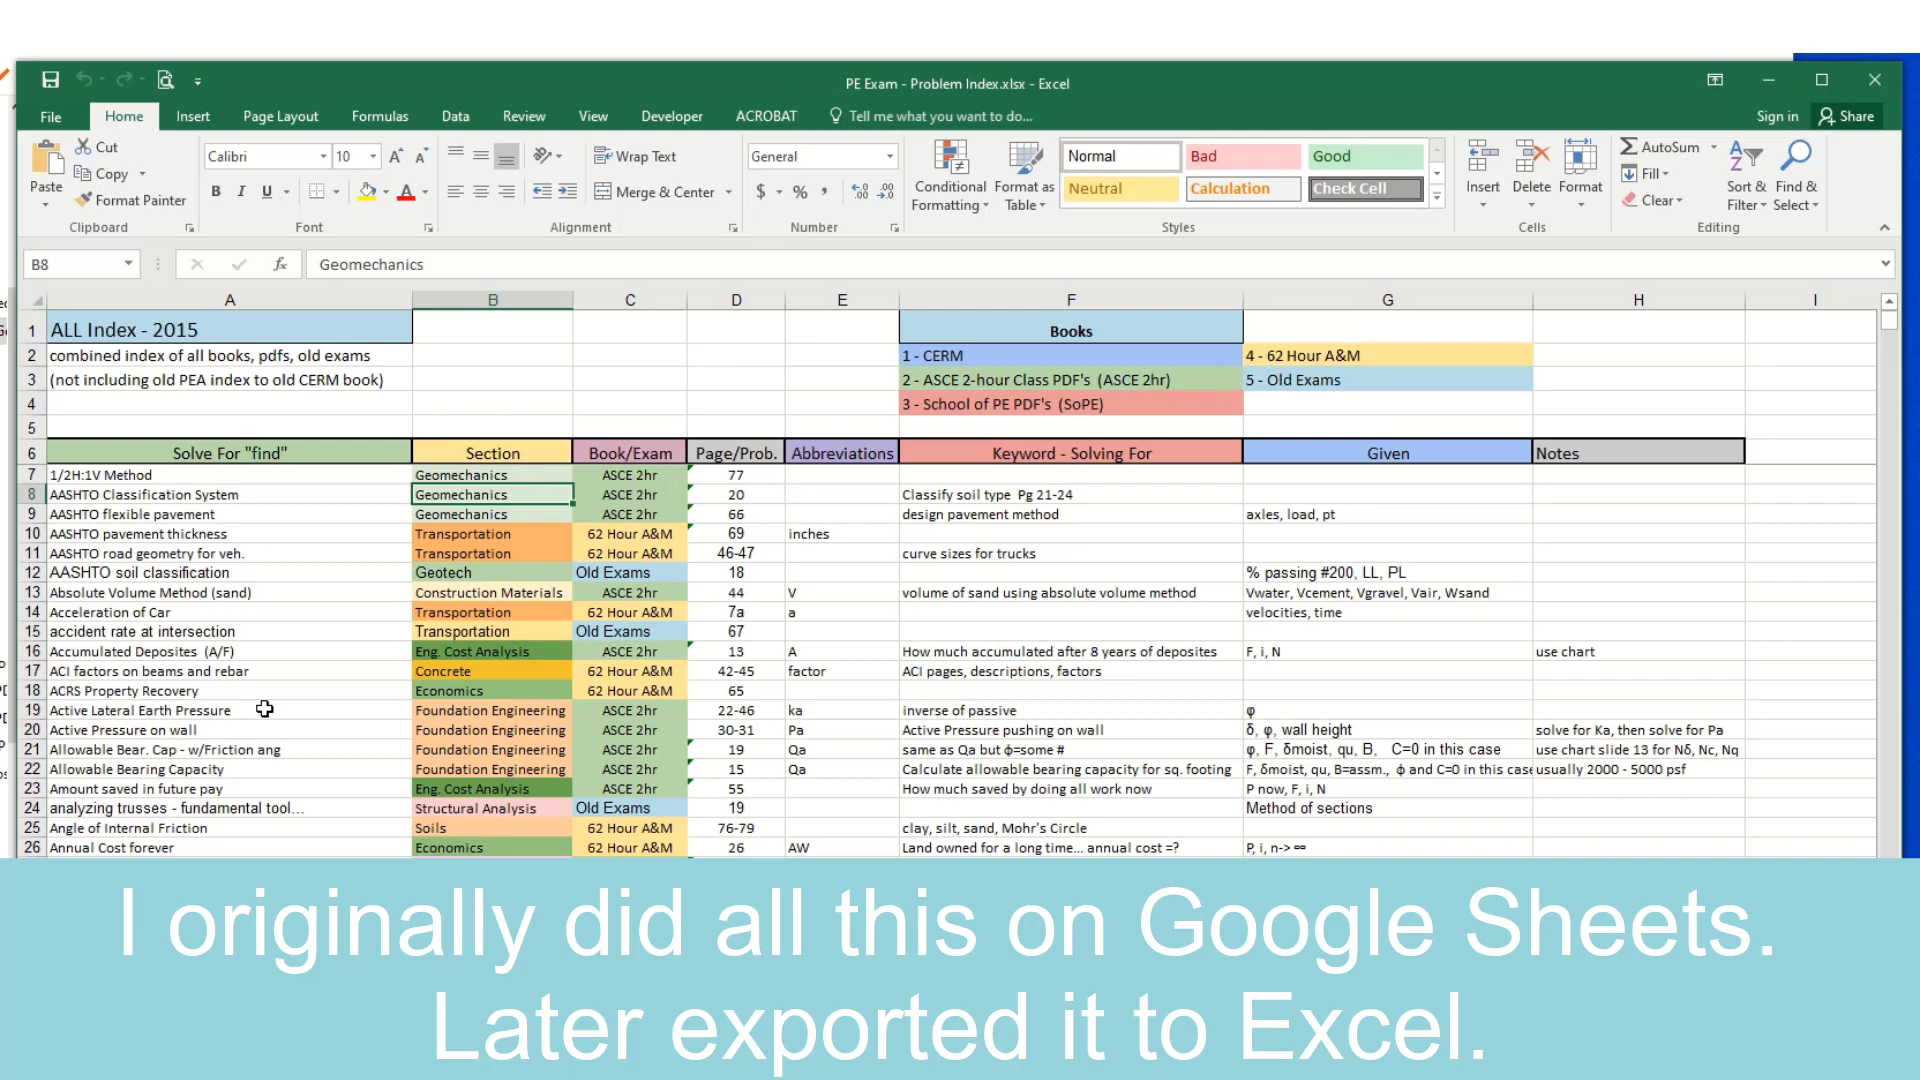 PE Exam - Problem Index.xlsx - Excel
File Home Insert Page Layout Formulas Data Review View Developer ACROBAT Tell me what you want to do... Sign in Share
Paste Cut Copy Format Painter
Calibri 10
B I U
Wrap Text
Merge & Center
General
$ % ,
Conditional Formatting Format as Table
Normal Bad Good
Neutral Calculation Check Cell
Insert Delete Format
AutoSum Fill Clear
Sort & Filter Find & Select
Clipboard Font Alignment Number Styles Cells Editing
B8 fx Geomechanics
A B C D E F G H I
1 ALL Index - 2015 Books
2 combined index of all books, pdfs, old exams 1 - CERM 4 - 62 Hour A&M
3 (not including old PEA index to old CERM book) 2 - ASCE 2-hour Class PDF's (ASCE 2hr) 5 - Old Exams
4 3 - School of PE PDF's (SoPE)
5
6 Solve For "find" Section Book/Exam Page/Prob. Abbreviations Keyword - Solving For Given Notes
7 1/2H:1V Method Geomechanics ASCE 2hr 77
8 AASHTO Classification System Geomechanics ASCE 2hr 20 Classify soil type Pg 21-24
9 AASHTO flexible pavement Geomechanics ASCE 2hr 66 design pavement method axles, load, pt
10 AASHTO pavement thickness Transportation 62 Hour A&M 69 inches
11 AASHTO road geometry for veh. Transportation 62 Hour A&M 46-47 curve sizes for trucks
12 AASHTO soil classification Geotech Old Exams 18 % passing #200, LL, PL
13 Absolute Volume Method (sand) Construction Materials ASCE 2hr 44 V volume of sand using absolute volume method Vwater, Vcement, Vgravel, Vair, Wsand
14 Acceleration of Car Transportation 62 Hour A&M 7a a velocities, time
15 accident rate at intersection Transportation Old Exams 67
16 Accumulated Deposites (A/F) Eng. Cost Analysis ASCE 2hr 13 A How much accumulated after 8 years of deposites F, i, N use chart
17 ACI factors on beams and rebar Concrete 62 Hour A&M 42-45 factor ACI pages, descriptions, factors
18 ACRS Property Recovery Economics 62 Hour A&M 65
19 Active Lateral Earth Pressure Foundation Engineering ASCE 2hr 22-46 ka inverse of passive φ
20 Active Pressure on wall Foundation Engineering ASCE 2hr 30-31 Pa Active Pressure pushing on wall δ, φ, wall height solve for Ka, then solve for Pa
21 Allowable Bear. Cap - w/Friction ang Foundation Engineering ASCE 2hr 19 Qa same as Qa but ϕ=some # φ, F, δmoist, qu, B, C=0 in this case use chart slide 13 for Nδ, Nc, Nq
22 Allowable Bearing Capacity Foundation Engineering ASCE 2hr 15 Qa Calculate allowable bearing capacity for sq. footing F, δmoist, qu, B=assm., ϕ and C=0 in this case usually 2000 - 5000 psf
23 Amount saved in future pay Eng. Cost Analysis ASCE 2hr 55 How much saved by doing all work now P now, F, i, N
24 analyzing trusses - fundamental tool... Structural Analysis Old Exams 19 Method of sections
25 Angle of Internal Friction Soils 62 Hour A&M 76-79 clay, silt, sand, Mohr's Circle
26 Annual Cost forever Economics 62 Hour A&M 26 AW Land owned for a long time... annual cost =? P, i, n-> ∞
I originally did all this on Google Sheets.
Later exported it to Excel.